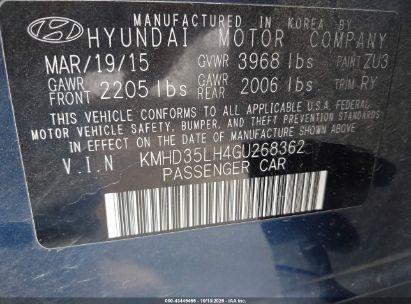 MANUFACTURED IN KOREA BY
HYUNDAI MOTOR COMPANY
MAR/19/15 GVWR 3968 lbs PAINT ZU3
GAWR FRONT 2205 lbs GAWR REAR 2006 lbs TRIM RY
THIS VEHICLE CONFORMS TO ALL APPLICABLE FEDERAL
MOTOR VEHICLE SAFETY, BUMPER, AND THEFT PREVENTION STANDARDS
IN EFFECT ON THE DATE OF MANUFACTURE SHOWN ABOVE.
V.I.N KMHD35LH4GU268362
PASSENGER CAR